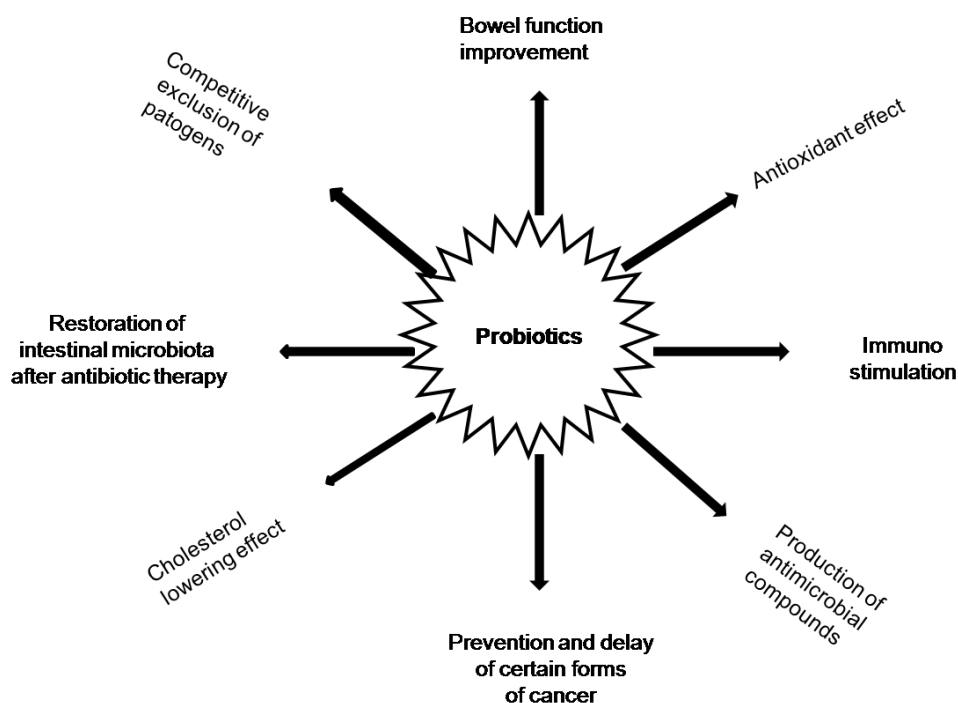 Bowel function
improvement
Competitive
exclusion of
patogens
Antioxidant effect
Restoration of
intestinal microbiota
after antibiotic therapy
Probiotics
Immuno
stimulation
Cholesterol
lowering effect
Production of
antimicrobial
compounds
Prevention and delay
of certain forms
of cancer